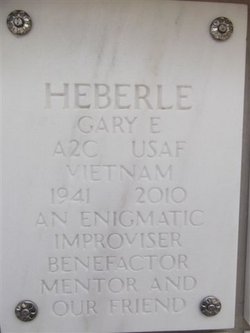 HEBERLE
GARY E
A2C USAF
VIETNAM
1941 2010
AN ENIGMATIC
IMPROVISER
BENEFACTOR
MENTOR AND
OUR FRIEND